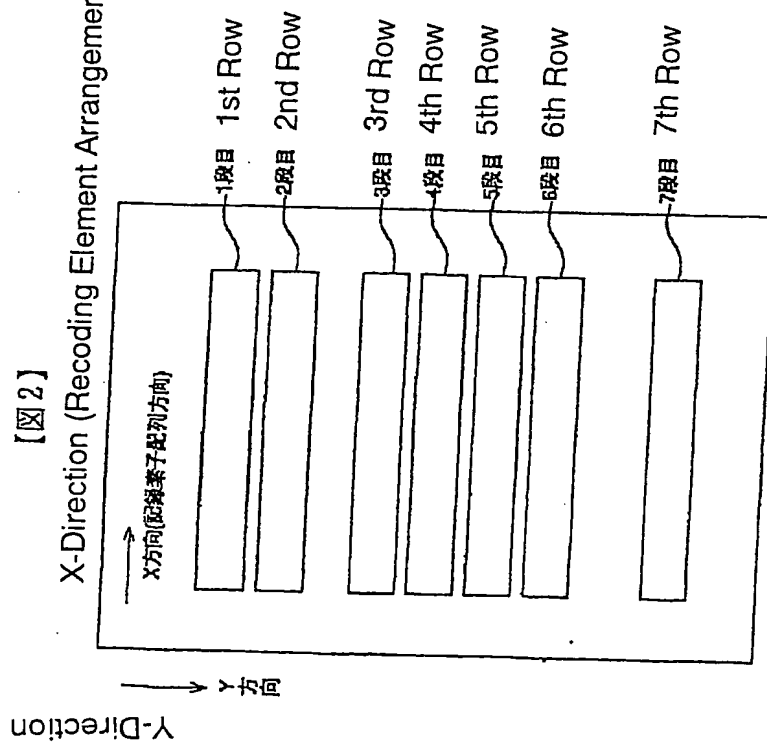 【図2】
X-Direction (Recoding Element Arrangemen
X方向(記録素子配列方向)
1段目 1st Row
2段目 2nd Row
3段目 3rd Row
4段目 4th Row
5段目 5th Row
6段目 6th Row
7段目 7th Row
Y方向
Y-Direction